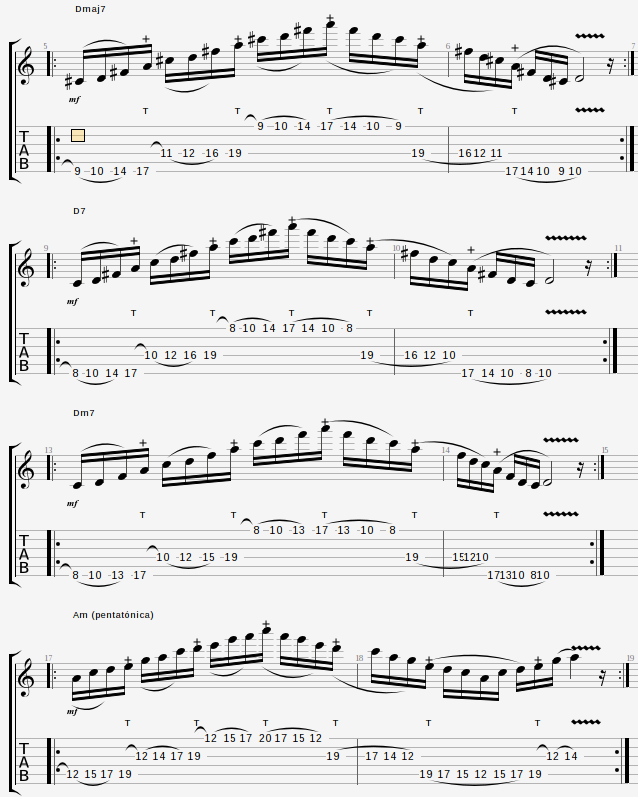 Dmaj7
5 6 7
mf
T T T T T
T 9 10 14 17 14 10 9
A 11 12 16 19 19 16 12 11
B 9 10 14 17 17 14 10 9 10
D7
9 10 11
mf
T T T T T
T 8 10 14 17 14 10 8
A 10 12 16 19 19 16 12 10
B 8 10 14 17 17 14 10 8 10
Dm7
13 14 15
mf
T T T T T
T 8 10 13 17 13 10 8
A 10 12 15 19 19 15 12 10
B 8 10 13 17 17 13 10 8 10
Am (pentatónica)
17 18 19
mf
T T T T T T
T 12 15 17 20 17 15 12
A 12 14 17 19 19 17 14 12 12 14
B 12 15 17 19 19 17 15 12 15 17 19